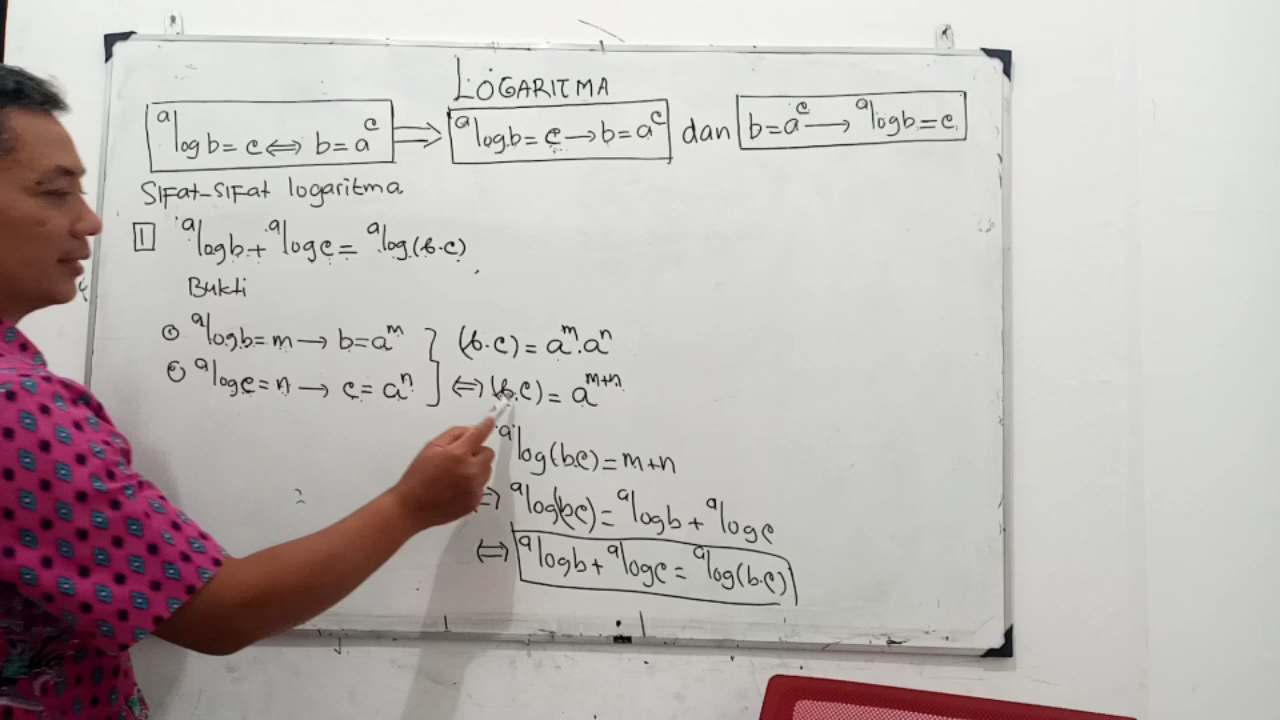 LOGARITMA
ᵃlog b = c ⇔ b = aᶜ ⇒ ᵃlog b = c → b = aᶜ dan b = aᶜ → ᵃlog b = c
SIFat-SIFAT logaritma
1 ᵃlog b + ᵃlog c = ᵃlog (b.c)
Bukti
ᵃlog b = m → b = aᵐ } (b.c) = aᵐ.aⁿ
ᵃlog c = n → c = aⁿ } ⇔ (b.c) = aᵐ⁺ⁿ
ᵃlog (b.c) = m+n
⇔ ᵃlog (bc) = ᵃlog b + ᵃlog c
⇔ ᵃlog b + ᵃlog c = ᵃlog (b.c)